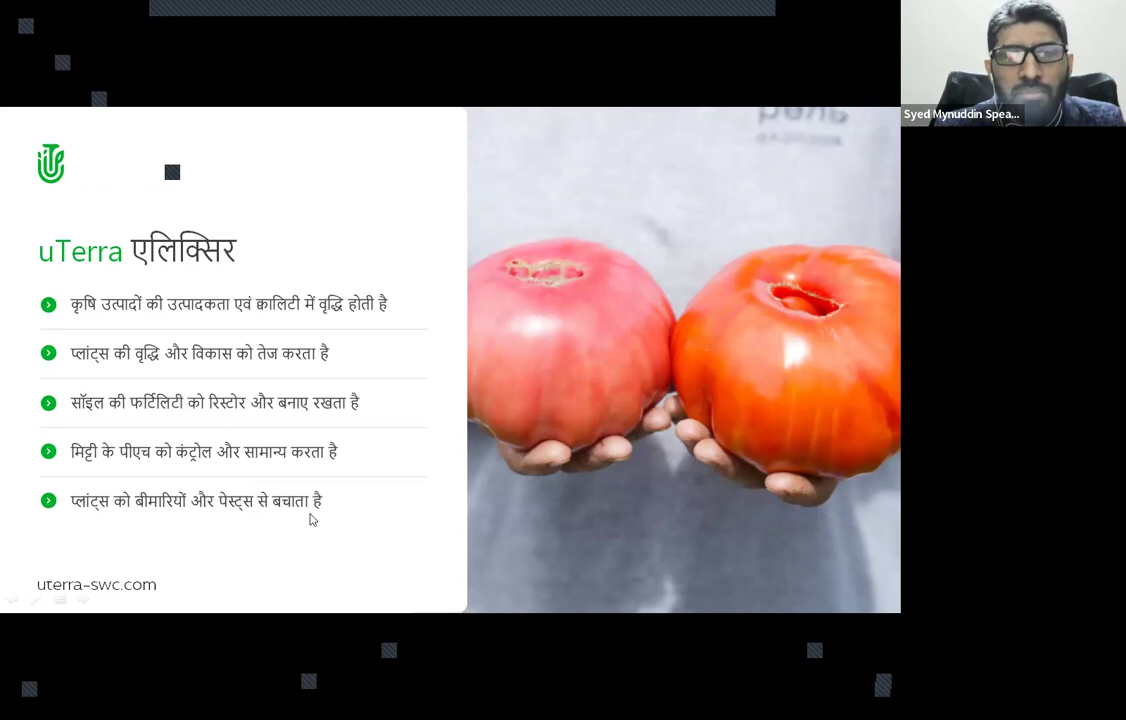 Syed Mynuddin Spea...
uTerra एलिक्सिर
कृषि उत्पादों की उत्पादकता एवं क्वालिटी में वृद्धि होती है
प्लांट्स की वृद्धि और विकास को तेज करता है
सॉइल की फर्टिलिटी को रिस्टोर और बनाए रखता है
मिट्टी के पीएच को कंट्रोल और सामान्य करता है
प्लांट्स को बीमारियों और पेस्ट्स से बचाता है
uterra-swc.com